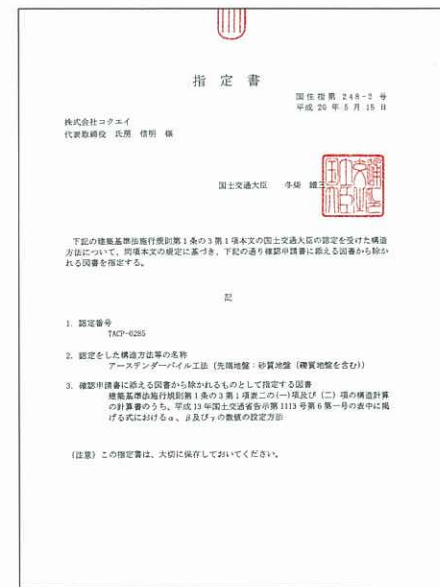 指定書
国住指第248-2号
平成20年5月15日
株式会社コクエイ
代表取締役 氏房 信明 様
国土交通大臣 冬柴 鐵三
下記の建築基準法施行規則第1条の3第1項本文の国土交通大臣の認定を受けた構造
方法について、同項本文の規定に基づき、下記の通り確認申請書に添える図書から除か
れる図書を指定する。
記
1. 認定番号
TACP-0285
2. 認定をした構造方法等の名称
アーステンダーパイル工法 (先端地盤:砂質地盤 (礫質地盤を含む))
3. 確認申請書に添える図書から除かれるものとして指定する図書
建築基準法施行規則第1条の3第1項表二の(一)項及び(二)項の構造計算
の計算書のうち、平成13年国土交通省告示第1113号第6第一号の表中に掲
げる式におけるα、β及びγの数値の設定方法
(注意) この指定書は、大切に保存しておいてください。